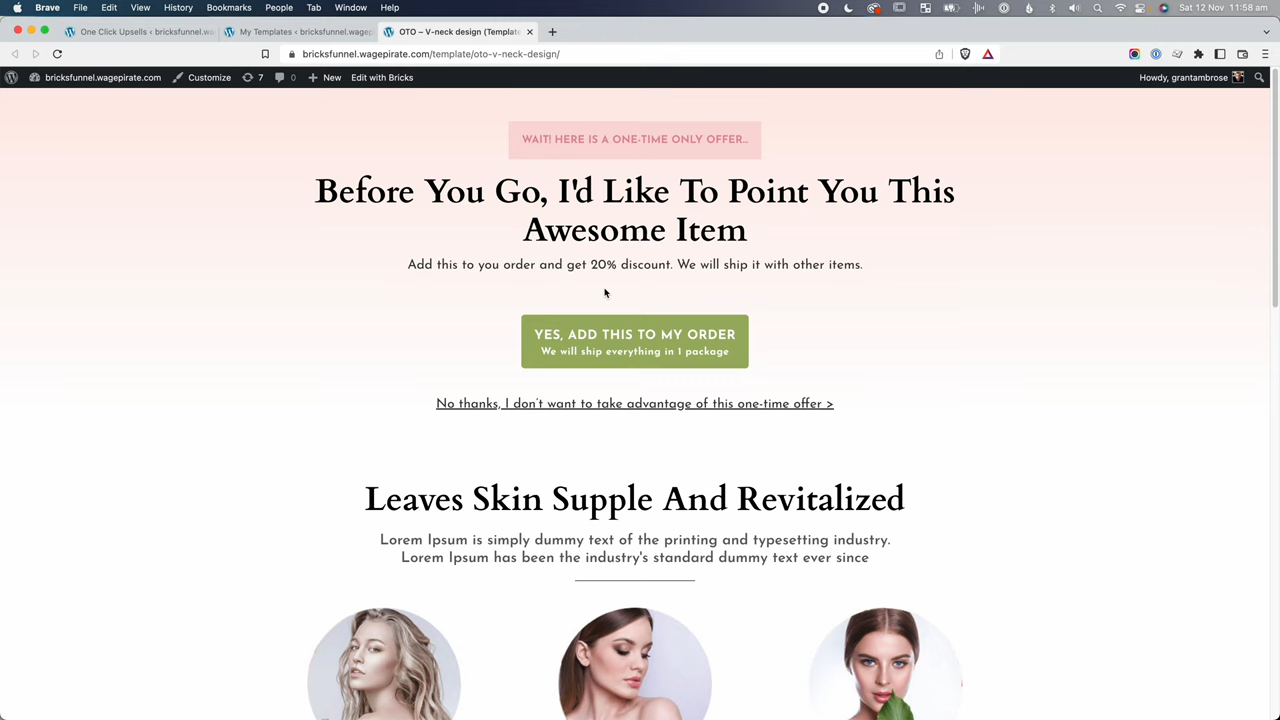 Brave File Edit View History Bookmarks People Tab Window Help
Sat 12 Nov 11:58 am
One Click Upsells ‹ bricksfunnel.wa
My Templates ‹ bricksfunnel.wagep
OTO – V-neck design (Templat
bricksfunnel.wagepirate.com/template/oto-v-neck-design/
bricksfunnel.wagepirate.com Customize 7 0 New Edit with Bricks
Howdy, grantambrose
WAIT! HERE IS A ONE-TIME ONLY OFFER...
Before You Go, I'd Like To Point You This
Awesome Item
Add this to you order and get 20% discount. We will ship it with other items.
YES, ADD THIS TO MY ORDER
We will ship everything in 1 package
No thanks, I don't want to take advantage of this one-time offer >
Leaves Skin Supple And Revitalized
Lorem Ipsum is simply dummy text of the printing and typesetting industry.
Lorem Ipsum has been the industry's standard dummy text ever since